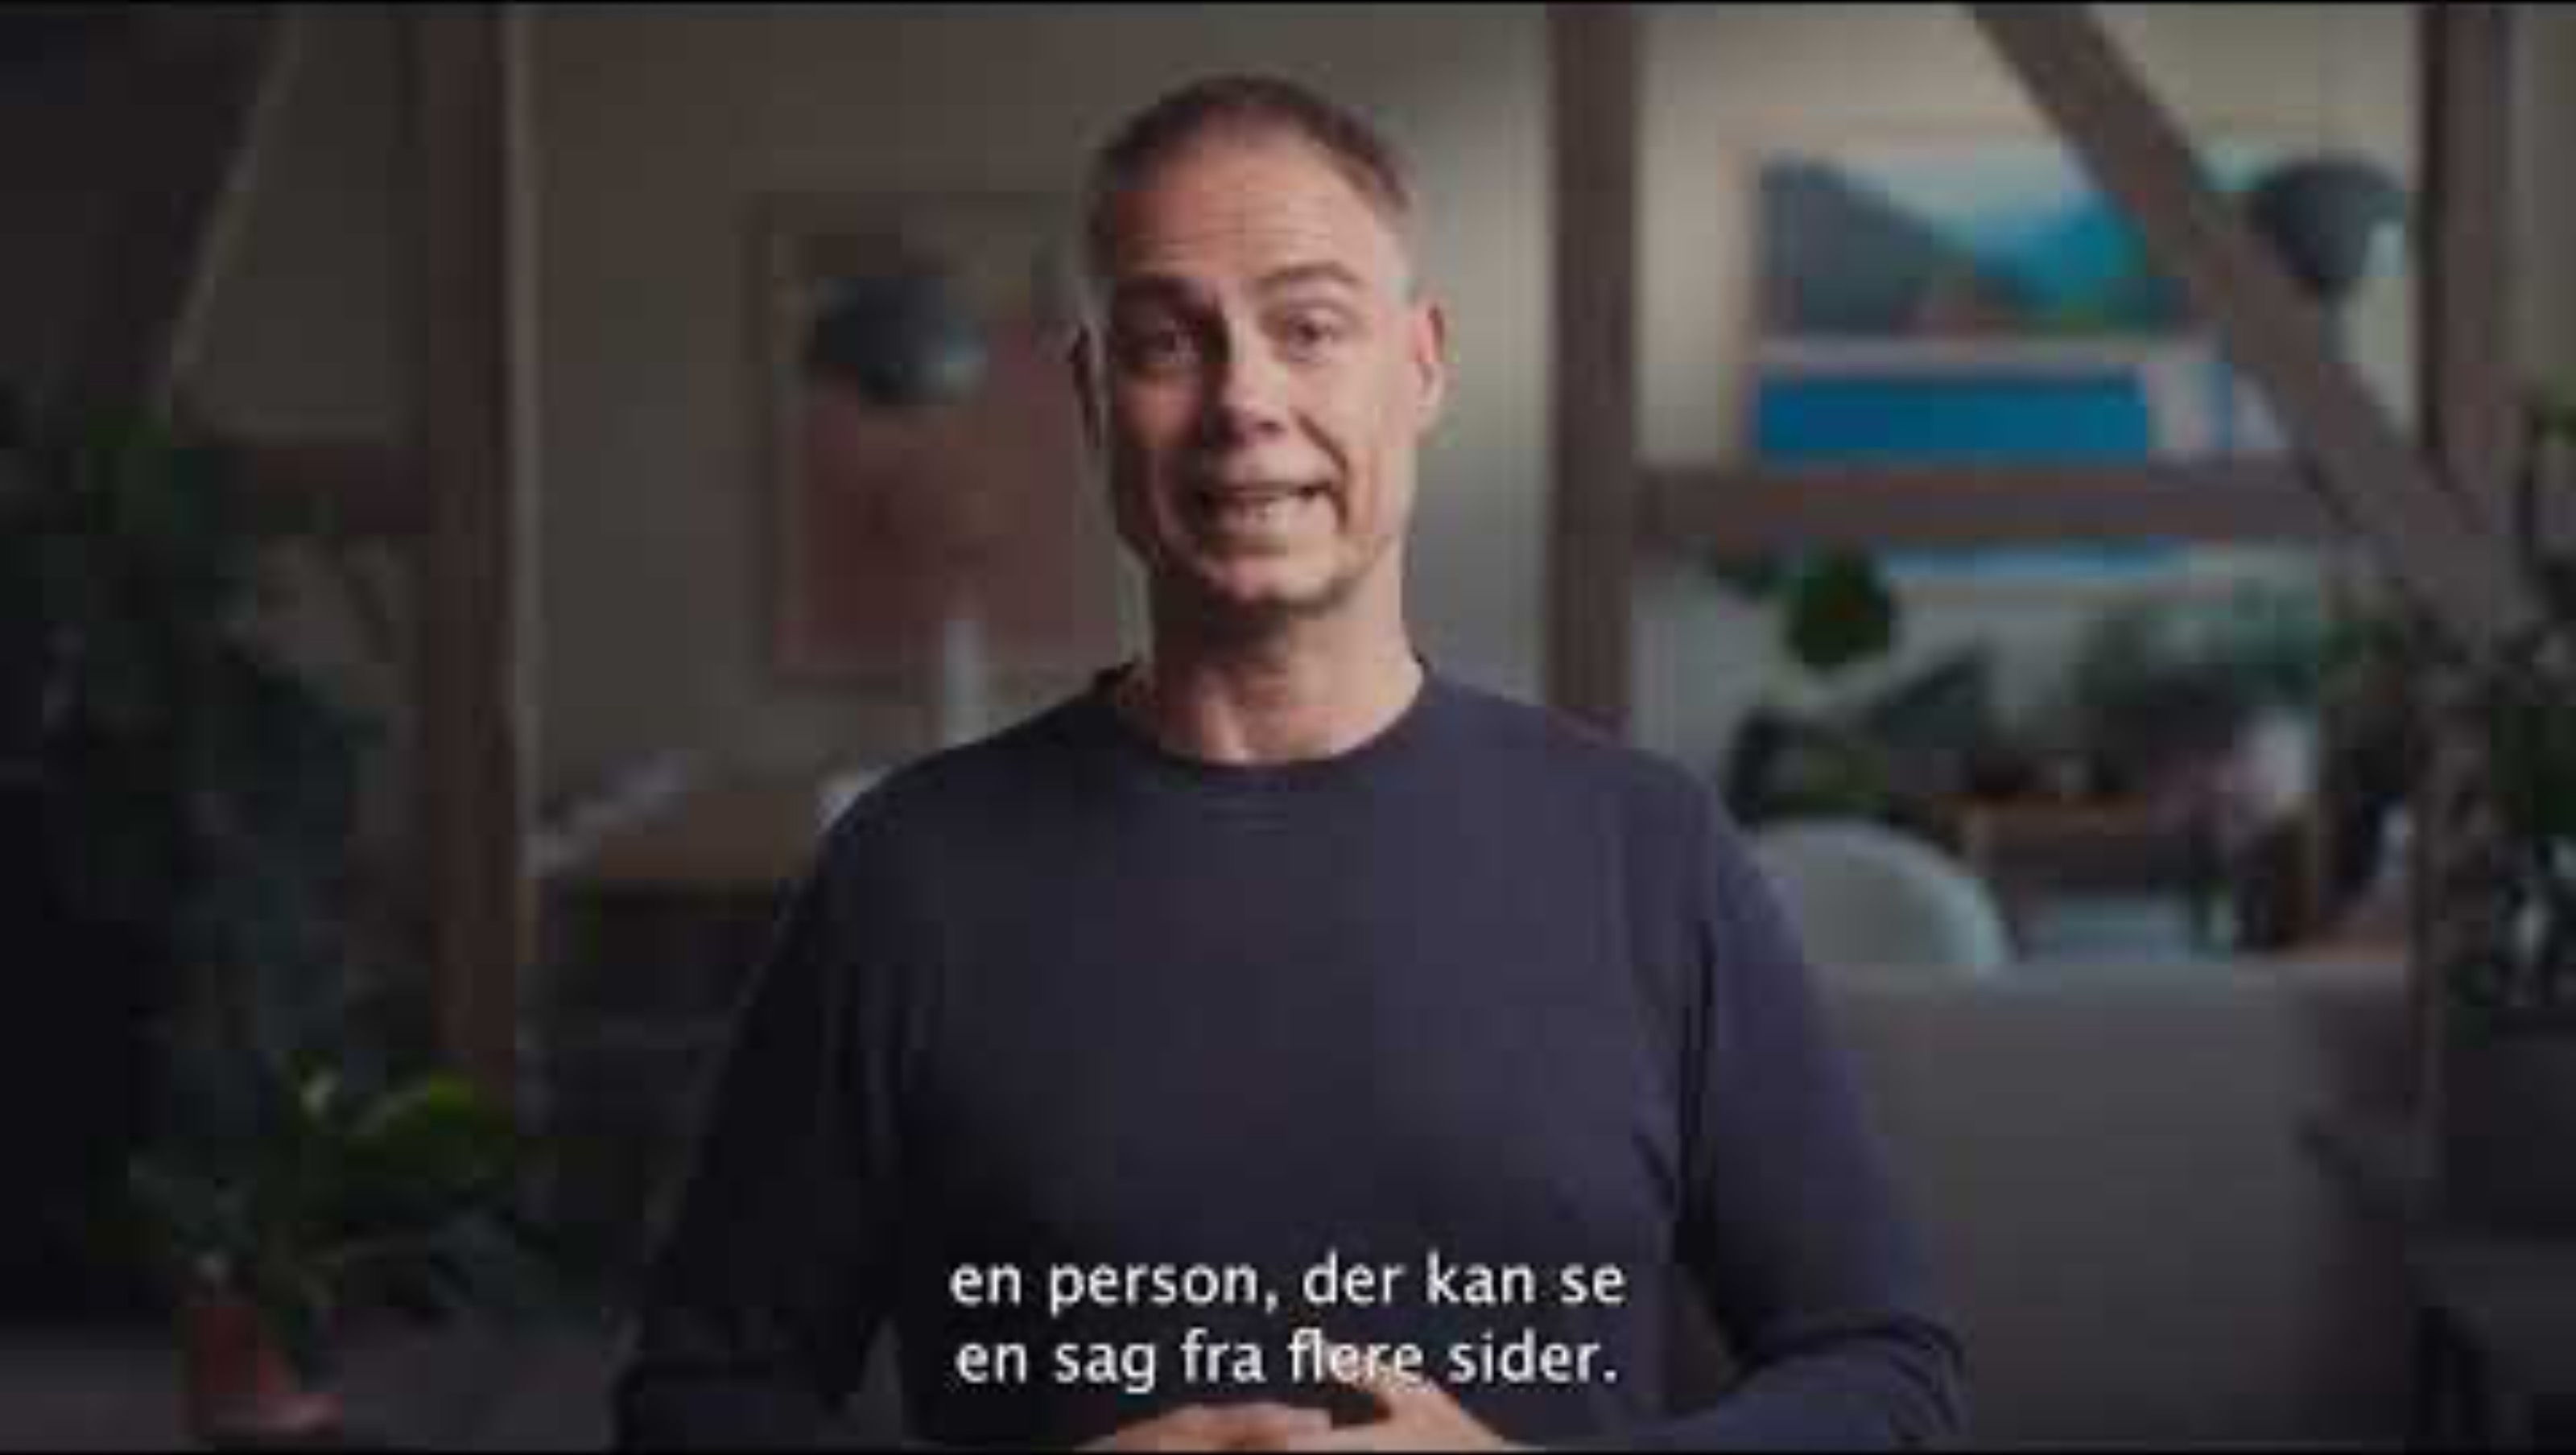 en person, der kan se
en sag fra flere sider.